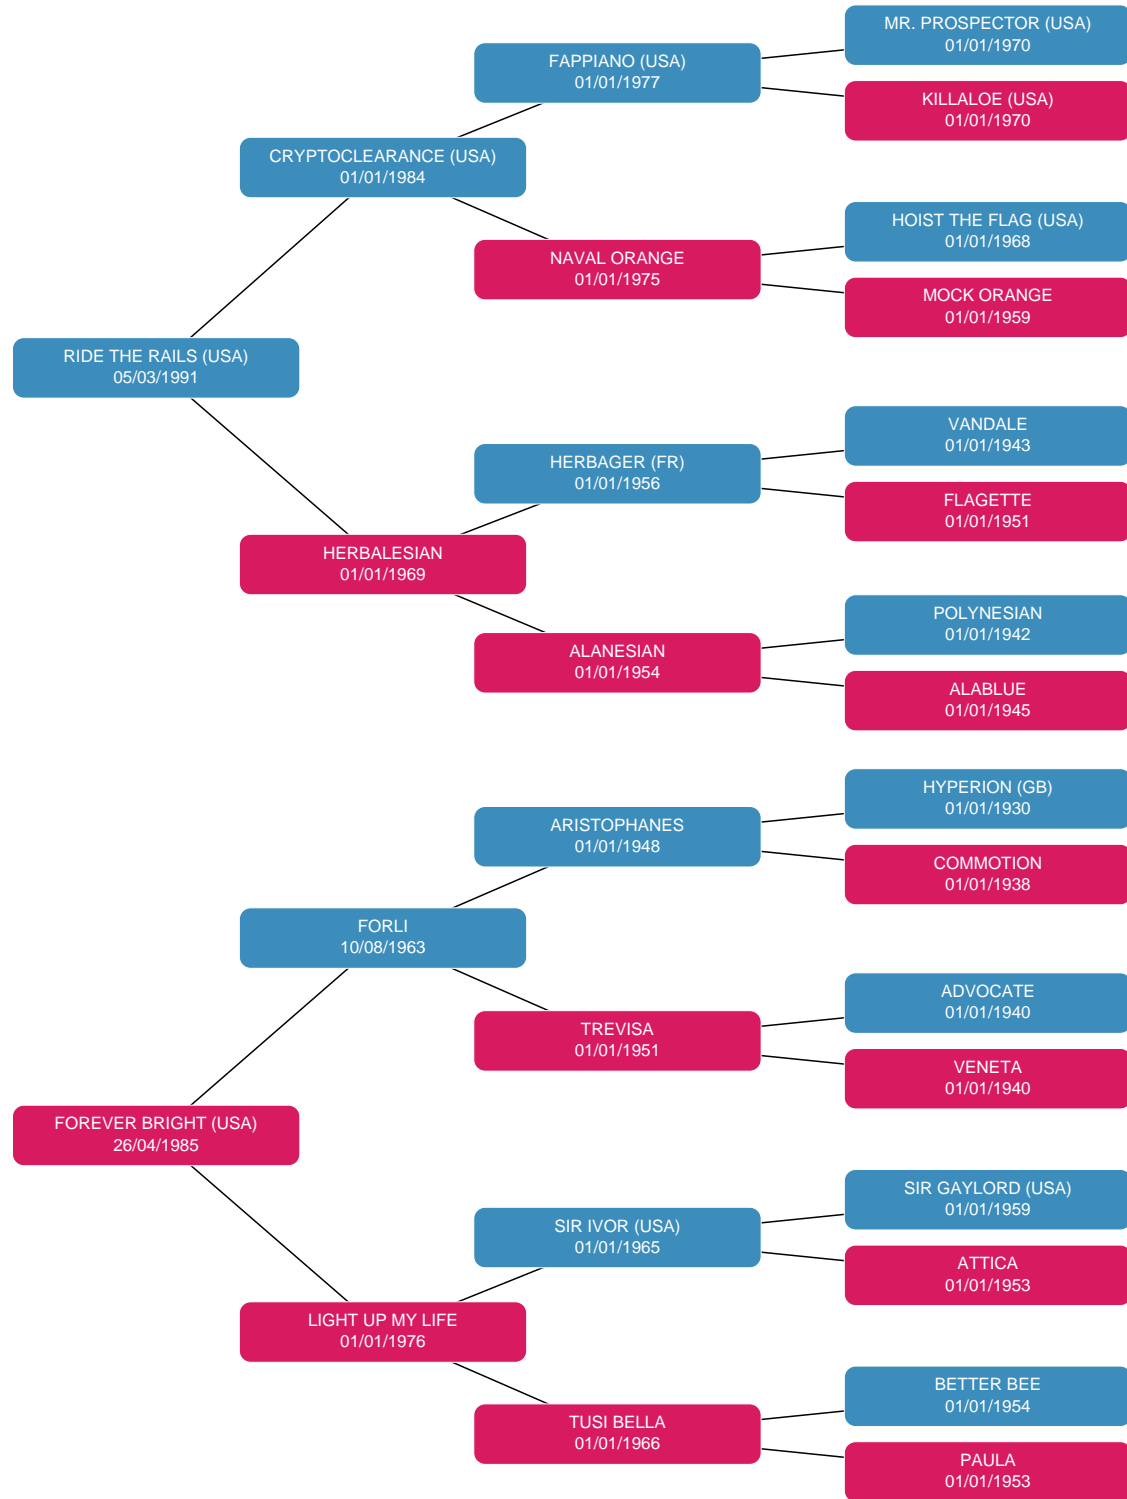 MR. PROSPECTOR (USA)
01/01/1970
FAPPIANO (USA)
01/01/1977
KILLALOE (USA)
01/01/1970
CRYPTOCLEARANCE (USA)
01/01/1984
HOIST THE FLAG (USA)
01/01/1968
NAVAL ORANGE
01/01/1975
MOCK ORANGE
01/01/1959
RIDE THE RAILS (USA)
05/03/1991
VANDALE
01/01/1943
HERBAGER (FR)
01/01/1956
FLAGETTE
01/01/1951
HERBALESIAN
01/01/1969
POLYNESIAN
01/01/1942
ALANESIAN
01/01/1954
ALABLUE
01/01/1945
HYPERION (GB)
01/01/1930
ARISTOPHANES
01/01/1948
COMMOTION
01/01/1938
FORLI
10/08/1963
ADVOCATE
01/01/1940
TREVISA
01/01/1951
VENETA
01/01/1940
FOREVER BRIGHT (USA)
26/04/1985
SIR GAYLORD (USA)
01/01/1959
SIR IVOR (USA)
01/01/1965
ATTICA
01/01/1953
LIGHT UP MY LIFE
01/01/1976
BETTER BEE
01/01/1954
TUSI BELLA
01/01/1966
PAULA
01/01/1953